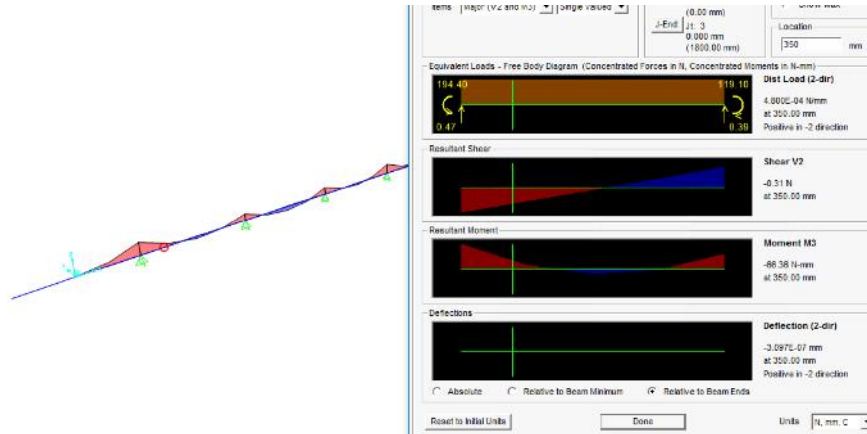 Items Major (V2 and M3) Single Valued
(0.00 mm)
J-End Jt: 3
0.000 mm
(1800.00 mm)
Show Max
Location
350 mm
Equivalent Loads - Free Body Diagram (Concentrated Forces in N, Concentrated Moments in N-mm)
194.40 119.10
0.47 0.39
Dist Load (2-dir)
4.800E-04 N/mm
at 350.00 mm
Positive in -2 direction
Resultant Shear
Shear V2
-0.31 N
at 350.00 mm
Resultant Moment
Moment M3
-66.36 N-mm
at 350.00 mm
Deflections
Deflection (2-dir)
-3.097E-07 mm
at 350.00 mm
Positive in -2 direction
Absolute Relative to Beam Minimum Relative to Beam Ends
Reset to Initial Units Done Units N, mm, C